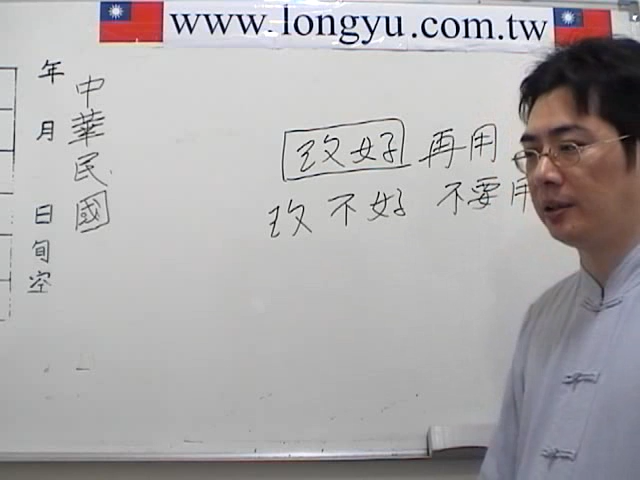 www.longyu.com.tw
改好 再用
改不好 不要用
中華民國
年 月 日旬空